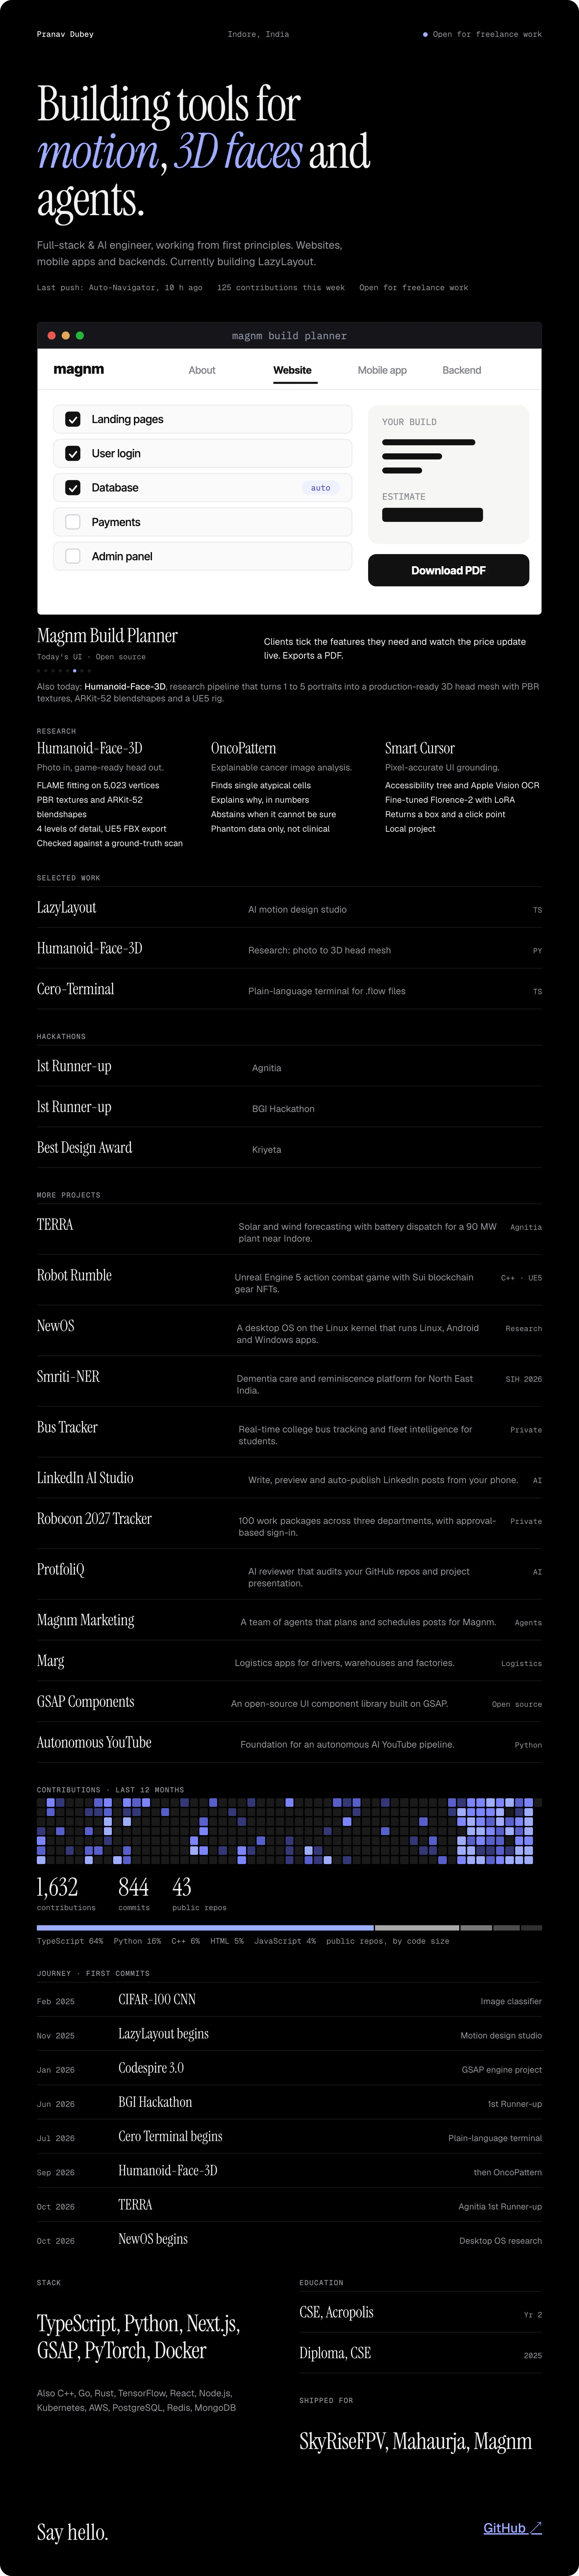 Pranav Dubey
Indore, India
Open for freelance work
Building tools for
motion, 3D faces and
agents.
Full-stack & AI engineer, working from first principles. Websites,
mobile apps and backends. Currently building LazyLayout.
Last push: Auto-Navigator, 10 h ago 125 contributions this week Open for freelance work
magnm build planner
magnm
About
Website
Mobile app
Backend
Landing pages
User login
Database
auto
Payments
Admin panel
YOUR BUILD
ESTIMATE
Download PDF
Magnm Build Planner
Today's UI · Open source
Clients tick the features they need and watch the price update
live. Exports a PDF.
Also today: Humanoid-Face-3D, research pipeline that turns 1 to 5 portraits into a production-ready 3D head mesh with PBR
textures, ARKit-52 blendshapes and a UE5 rig.
RESEARCH
Humanoid-Face-3D
Photo in, game-ready head out.
FLAME fitting on 5,023 vertices
PBR textures and ARKit-52
blendshapes
4 levels of detail, UE5 FBX export
Checked against a ground-truth scan
OncoPattern
Explainable cancer image analysis.
Finds single atypical cells
Explains why, in numbers
Abstains when it cannot be sure
Phantom data only, not clinical
Smart Cursor
Pixel-accurate UI grounding.
Accessibility tree and Apple Vision OCR
Fine-tuned Florence-2 with LoRA
Returns a box and a click point
Local project
SELECTED WORK
LazyLayout
AI motion design studio
TS
Humanoid-Face-3D
Research: photo to 3D head mesh
PY
Cero-Terminal
Plain-language terminal for .flow files
TS
HACKATHONS
1st Runner-up
Agnitia
1st Runner-up
BGI Hackathon
Best Design Award
Kriyeta
MORE PROJECTS
TERRA
Solar and wind forecasting with battery dispatch for a 90 MW
plant near Indore.
Agnitia
Robot Rumble
Unreal Engine 5 action combat game with Sui blockchain
gear NFTs.
C++ · UE5
NewOS
A desktop OS on the Linux kernel that runs Linux, Android
and Windows apps.
Research
Smriti-NER
Dementia care and reminiscence platform for North East
India.
SIH 2026
Bus Tracker
Real-time college bus tracking and fleet intelligence for
students.
Private
LinkedIn AI Studio
Write, preview and auto-publish LinkedIn posts from your phone.
AI
Robocon 2027 Tracker
100 work packages across three departments, with approval-
based sign-in.
Private
ProtfoliQ
AI reviewer that audits your GitHub repos and project
presentation.
AI
Magnm Marketing
A team of agents that plans and schedules posts for Magnm.
Agents
Marg
Logistics apps for drivers, warehouses and factories.
Logistics
GSAP Components
An open-source UI component library built on GSAP.
Open source
Autonomous YouTube
Foundation for an autonomous AI YouTube pipeline.
Python
CONTRIBUTIONS · LAST 12 MONTHS
1,632
contributions
844
commits
43
public repos
TypeScript 64% Python 16% C++ 6% HTML 5% JavaScript 4% public repos, by code size
JOURNEY · FIRST COMMITS
Feb 2025
CIFAR-100 CNN
Image classifier
Nov 2025
LazyLayout begins
Motion design studio
Jan 2026
Codespire 3.0
GSAP engine project
Jun 2026
BGI Hackathon
1st Runner-up
Jul 2026
Cero Terminal begins
Plain-language terminal
Sep 2026
Humanoid-Face-3D
then OncoPattern
Oct 2026
TERRA
Agnitia 1st Runner-up
Oct 2026
NewOS begins
Desktop OS research
STACK
TypeScript, Python, Next.js,
GSAP, PyTorch, Docker
Also C++, Go, Rust, TensorFlow, React, Node.js,
Kubernetes, AWS, PostgreSQL, Redis, MongoDB
EDUCATION
CSE, Acropolis
Yr 2
Diploma, CSE
2025
SHIPPED FOR
SkyRiseFPV, Mahaurja, Magnm
Say hello.
GitHub ↗